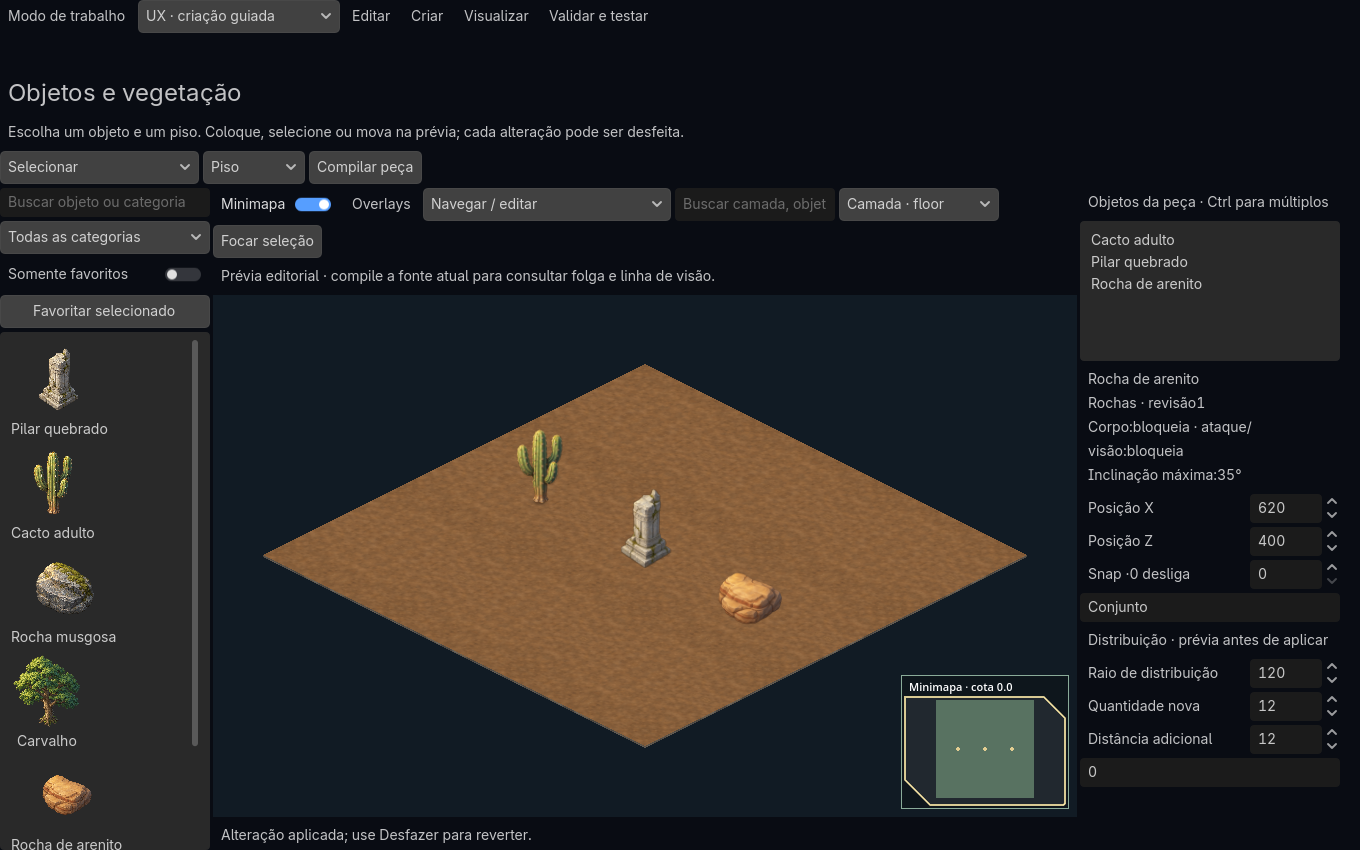 Modo de trabalho UX · criação guiada Editar Criar Visualizar Validar e testar
Objetos e vegetação
Escolha um objeto e um piso. Coloque, selecione ou mova na prévia; cada alteração pode ser desfeita.
Selecionar Piso Compilar peça
Buscar objeto ou categoria
Todas as categorias
Somente favoritos
Favoritar selecionado
Pilar quebrado
Cacto adulto
Rocha musgosa
Carvalho
Rocha de arenito
Minimapa Overlays Navegar / editar Buscar camada, objet Camada · floor
Focar seleção
Prévia editorial · compile a fonte atual para consultar folga e linha de visão.
Minimapa · cota 0.0
Alteração aplicada; use Desfazer para reverter.
Objetos da peça · Ctrl para múltiplos
Cacto adulto
Pilar quebrado
Rocha de arenito
Rocha de arenito
Rochas · revisão1
Corpo:bloqueia · ataque/
visão:bloqueia
Inclinação máxima:35°
Posição X 620
Posição Z 400
Snap ·0 desliga 0
Conjunto
Distribuição · prévia antes de aplicar
Raio de distribuição 120
Quantidade nova 12
Distância adicional 12
0